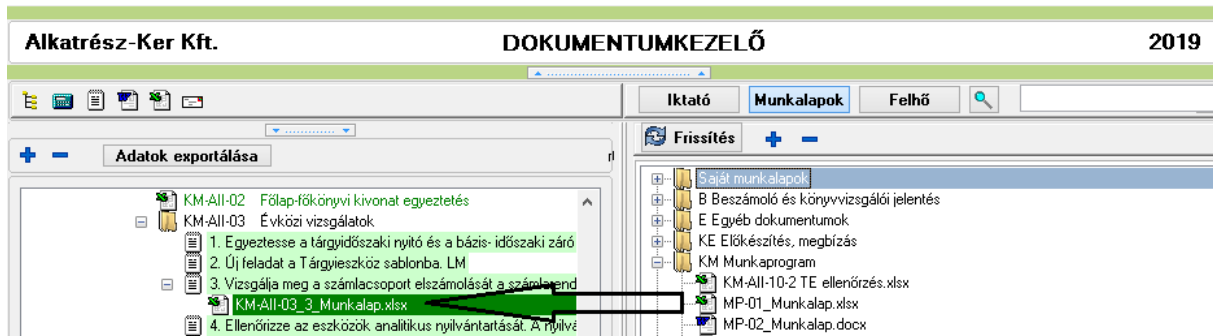 Alkatrész-Ker Kft. DOKUMENTUMKEZELŐ 2019
Iktató Munkalapok Felhő
Adatok exportálása
Frissítés
KM-AII-02 Főlap-főkönyvi kivonat egyeztetés
KM-AII-03 Évközi vizsgálatok
1. Egyeztesse a tárgyidőszaki nyitó és a bázis- időszaki záró
2. Új feladat a Tárgyieszköz sablonba. LM
3. Vizsgálja meg a számlacsoport elszámolását a számlarend
KM-AII-03_3_Munkalap.xlsx
4. Ellenőrizze az eszközök analitikus nyilvántartását. A nyilvá
Saját munkalapok
B Beszámoló és könyvvizsgálói jelentés
E Egyéb dokumentumok
KE Előkészítés, megbízás
KM Munkaprogram
KM-AII-10-2 TE ellenőrzés.xlsx
MP-01_Munkalap.xlsx
MP-02_Munkalap.docx